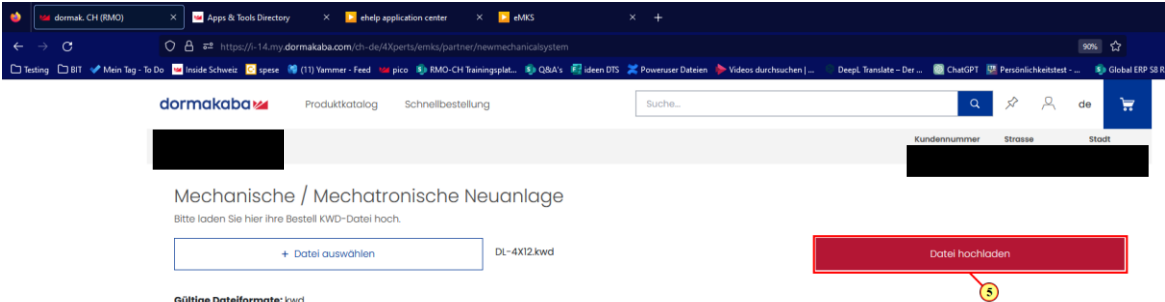 dormak. CH (RMO) Apps & Tools Directory ehelp application center eMKS
https://i-14.my.dormakaba.com/ch-de/4Xperts/emks/partner/newmechanicalsystem 90%
Testing BIT Mein Tag - To Do Inside Schweiz spese (11) Yammer - Feed pico RMO-CH Trainingsplat... Q&A's ideen DTS Poweruser Dateien Videos durchsuchen | ... DeepL Translate – Der ... ChatGPT Persönlichkeitstest - ... Global ERP S8 R
dormakaba Produktkatalog Schnellbestellung Suche... de
Kundennummer Strasse Stadt
Mechanische / Mechatronische Neuanlage
Bitte laden Sie hier ihre Bestell KWD-Datei hoch.
+ Datei auswählen DL-4X12.kwd Datei hochladen
5
Gültige Dateiformate: kwd